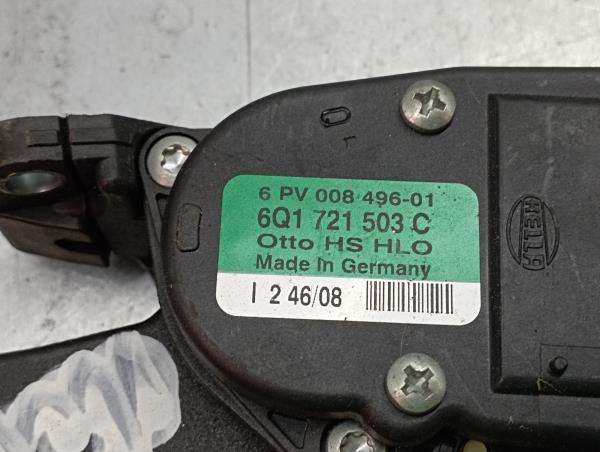 6 PV 008 496-01
6Q1 721 503 C
Otto HS HLO
Made In Germany
I 2 46/08
HELLA